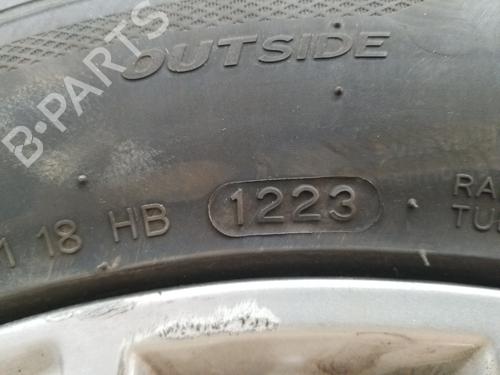 B-PARTS
OUTSIDE
1 18 HB 1223 RA
TU